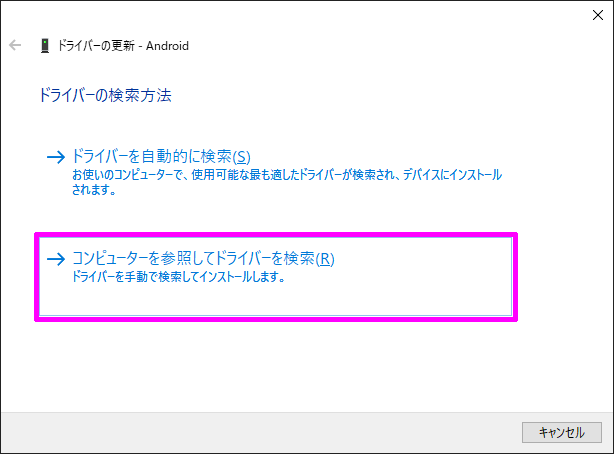 ドライバーの更新 - Android
ドライバーの検索方法
ドライバーを自動的に検索(S)
お使いのコンピューターで、使用可能な最も適したドライバーが検索され、デバイスにインストール
されます。
コンピューターを参照してドライバーを検索(R)
ドライバーを手動で検索してインストールします。
キャンセル